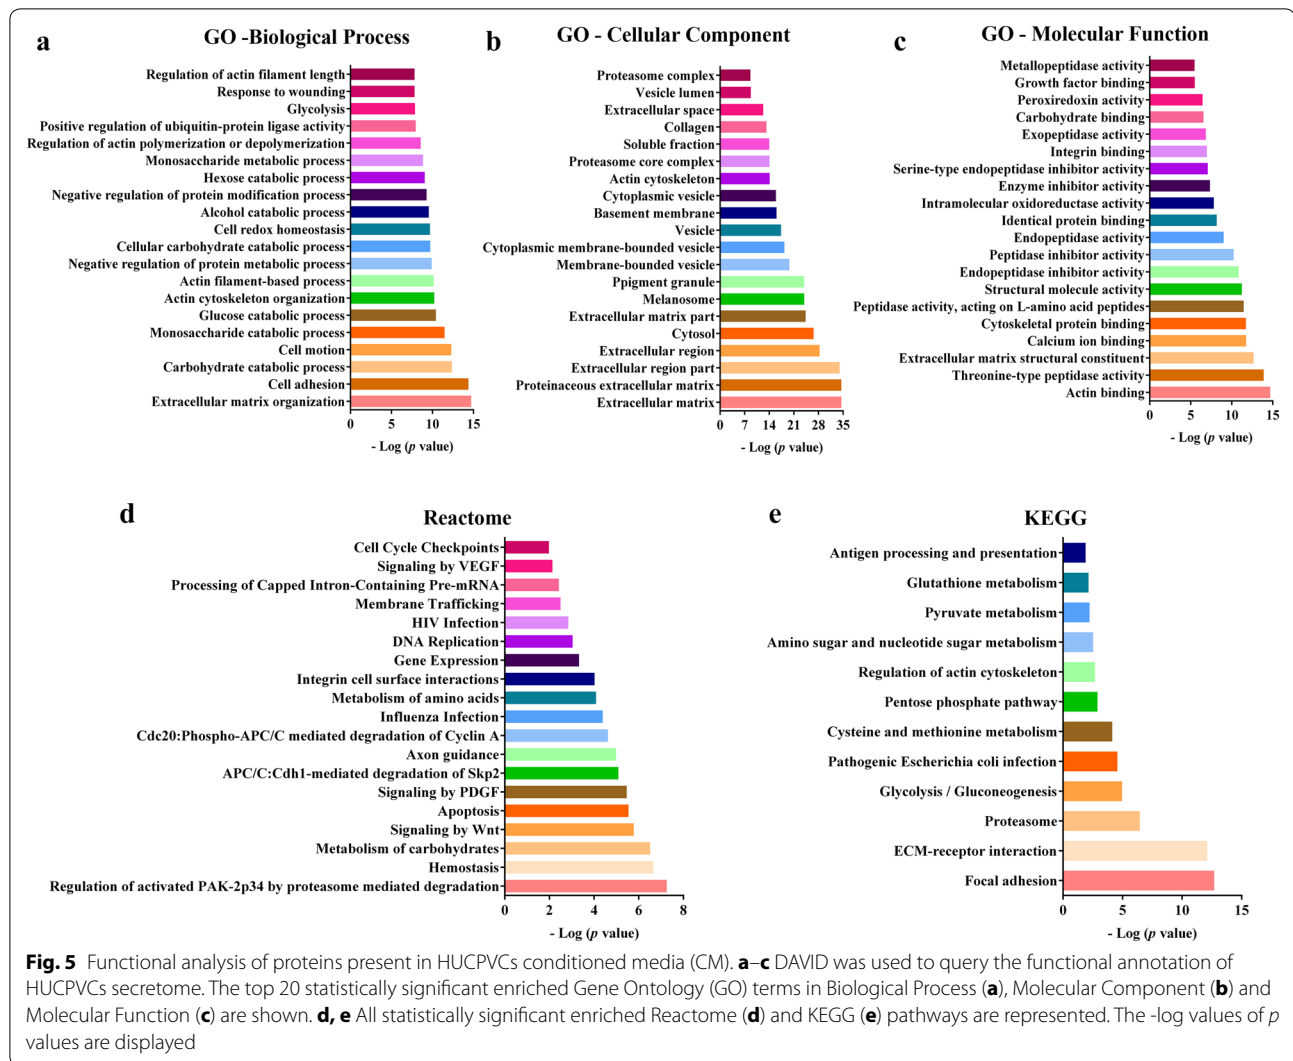 a
GO -Biological Process
Regulation of actin filament length
Response to wounding
Glycolysis
Positive regulation of ubiquitin-protein ligase activity
Regulation of actin polymerization or depolymerization
Monosaccharide metabolic process
Hexose catabolic process
Negative regulation of protein modification process
Alcohol catabolic process
Cell redox homeostasis
Cellular carbohydrate catabolic process
Negative regulation of protein metabolic process
Actin filament-based process
Actin cytoskeleton organization
Glucose catabolic process
Monosaccharide catabolic process
Cell motion
Carbohydrate catabolic process
Cell adhesion
Extracellular matrix organization
0 5 10 15
- Log (p value)
b
GO - Cellular Component
Proteasome complex
Vesicle lumen
Extracellular space
Collagen
Soluble fraction
Proteasome core complex
Actin cytoskeleton
Cytoplasmic vesicle
Basement membrane
Vesicle
Cytoplasmic membrane-bounded vesicle
Membrane-bounded vesicle
Ppigment granule
Melanosome
Extracellular matrix part
Cytosol
Extracellular region
Extracellular region part
Proteinaceous extracellular matrix
Extracellular matrix
0 7 14 21 28 35
- Log (p value)
c
GO - Molecular Function
Metallopeptidase activity
Growth factor binding
Peroxiredoxin activity
Carbohydrate binding
Exopeptidase activity
Integrin binding
Serine-type endopeptidase inhibitor activity
Enzyme inhibitor activity
Intramolecular oxidoreductase activity
Identical protein binding
Endopeptidase activity
Peptidase inhibitor activity
Endopeptidase inhibitor activity
Structural molecule activity
Peptidase activity, acting on L-amino acid peptides
Cytoskeletal protein binding
Calcium ion binding
Extracellular matrix structural constituent
Threonine-type peptidase activity
Actin binding
0 5 10 15
- Log (p value)
d
Reactome
Cell Cycle Checkpoints
Signaling by VEGF
Processing of Capped Intron-Containing Pre-mRNA
Membrane Trafficking
HIV Infection
DNA Replication
Gene Expression
Integrin cell surface interactions
Metabolism of amino acids
Influenza Infection
Cdc20:Phospho-APC/C mediated degradation of Cyclin A
Axon guidance
APC/C:Cdh1-mediated degradation of Skp2
Signaling by PDGF
Apoptosis
Signaling by Wnt
Metabolism of carbohydrates
Hemostasis
Regulation of activated PAK-2p34 by proteasome mediated degradation
0 2 4 6 8
- Log (p value)
e
KEGG
Antigen processing and presentation
Glutathione metabolism
Pyruvate metabolism
Amino sugar and nucleotide sugar metabolism
Regulation of actin cytoskeleton
Pentose phosphate pathway
Cysteine and methionine metabolism
Pathogenic Escherichia coli infection
Glycolysis / Gluconeogenesis
Proteasome
ECM-receptor interaction
Focal adhesion
0 5 10 15
- Log (p value)
Fig. 5 Functional analysis of proteins present in HUCPVCs conditioned media (CM). a–c DAVID was used to query the functional annotation of
HUCPVCs secretome. The top 20 statistically significant enriched Gene Ontology (GO) terms in Biological Process (a), Molecular Component (b) and
Molecular Function (c) are shown. d, e All statistically significant enriched Reactome (d) and KEGG (e) pathways are represented. The -log values of p
values are displayed